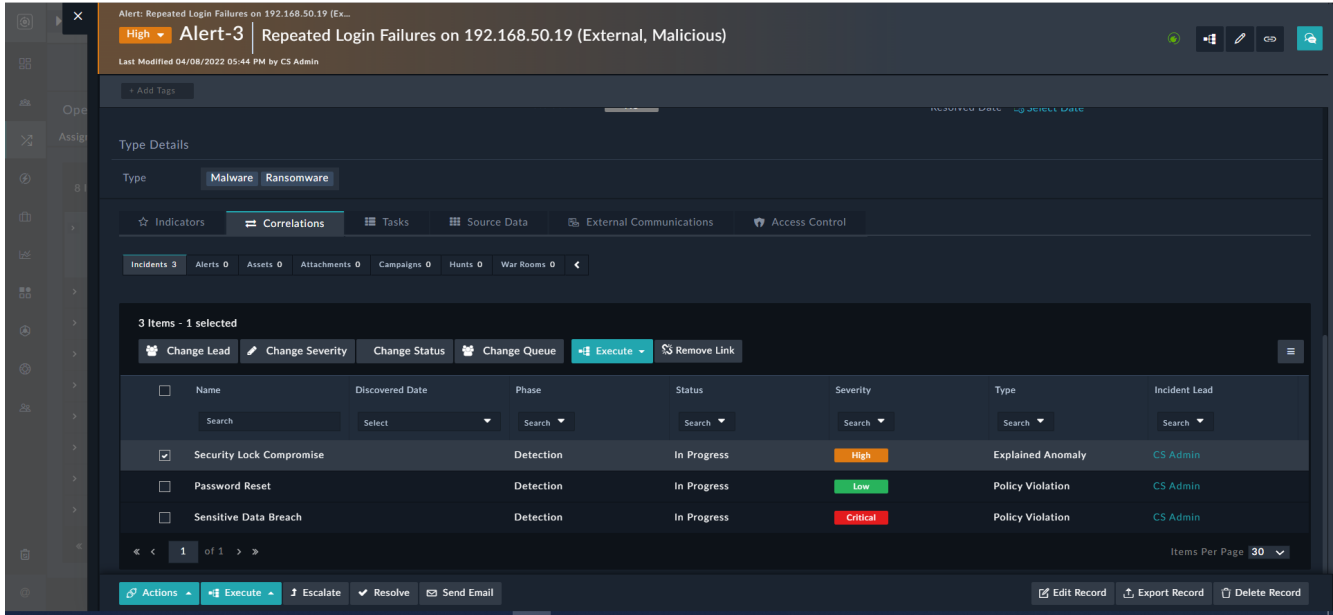 Alert: Repeated Login Failures on 192.168.50.19 (Ex...
High Alert-3 Repeated Login Failures on 192.168.50.19 (External, Malicious)
Last Modified 04/08/2022 05:44 PM by CS Admin
+ Add Tags
Ope
Resolved Date Select Date
Assign
Type Details
Type Malware Ransomware
Indicators Correlations Tasks Source Data External Communications Access Control
Incidents 3 Alerts 0 Assets 0 Attachments 0 Campaigns 0 Hunts 0 War Rooms 0
3 Items - 1 selected
Change Lead Change Severity Change Status Change Queue Execute Remove Link
Name Discovered Date Phase Status Severity Type Incident Lead
Search Select Search Search Search Search Search
Security Lock Compromise Detection In Progress High Explained Anomaly CS Admin
Password Reset Detection In Progress Low Policy Violation CS Admin
Sensitive Data Breach Detection In Progress Critical Policy Violation CS Admin
« < 1 of 1 > » Items Per Page 30
Actions Execute Escalate Resolve Send Email Edit Record Export Record Delete Record